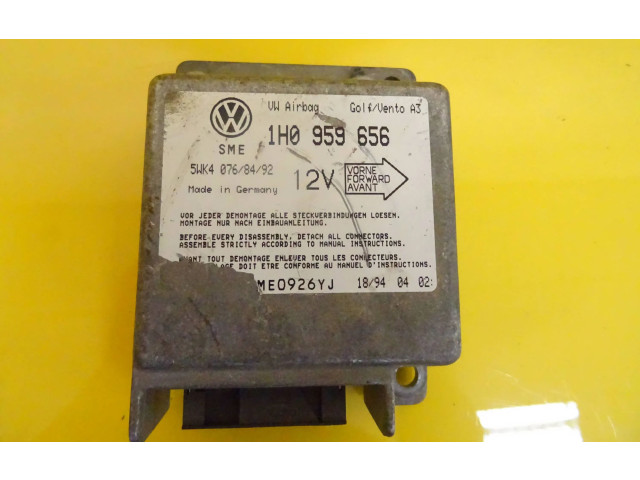 VW Airbag Golf/Vento A3
SME 1H0 959 656
5WK4 076/84/92
Made in Germany
12V
VORNE
FORWARD
AVANT
VOR JEDER DEMONTAGE ALLE STECKVERBINDUNGEN LOESEN.
MONTAGE NUR NACH EINBAUANLEITUNG.
BEFORE EVERY DISASSEMBLY, DETACH ALL CONNECTORS.
ASSEMBLE STRICTLY ACCORDING TO MANUAL INSTRUCTIONS.
AVANT TOUT DEMONTAGE ENLEVER TOUS LES CONNECTEURS.
LAGE DOIT ETRE CONFORME AU MANUEL D'INSTRUCTIONS.
ME0926YJ 18/94 04 02: